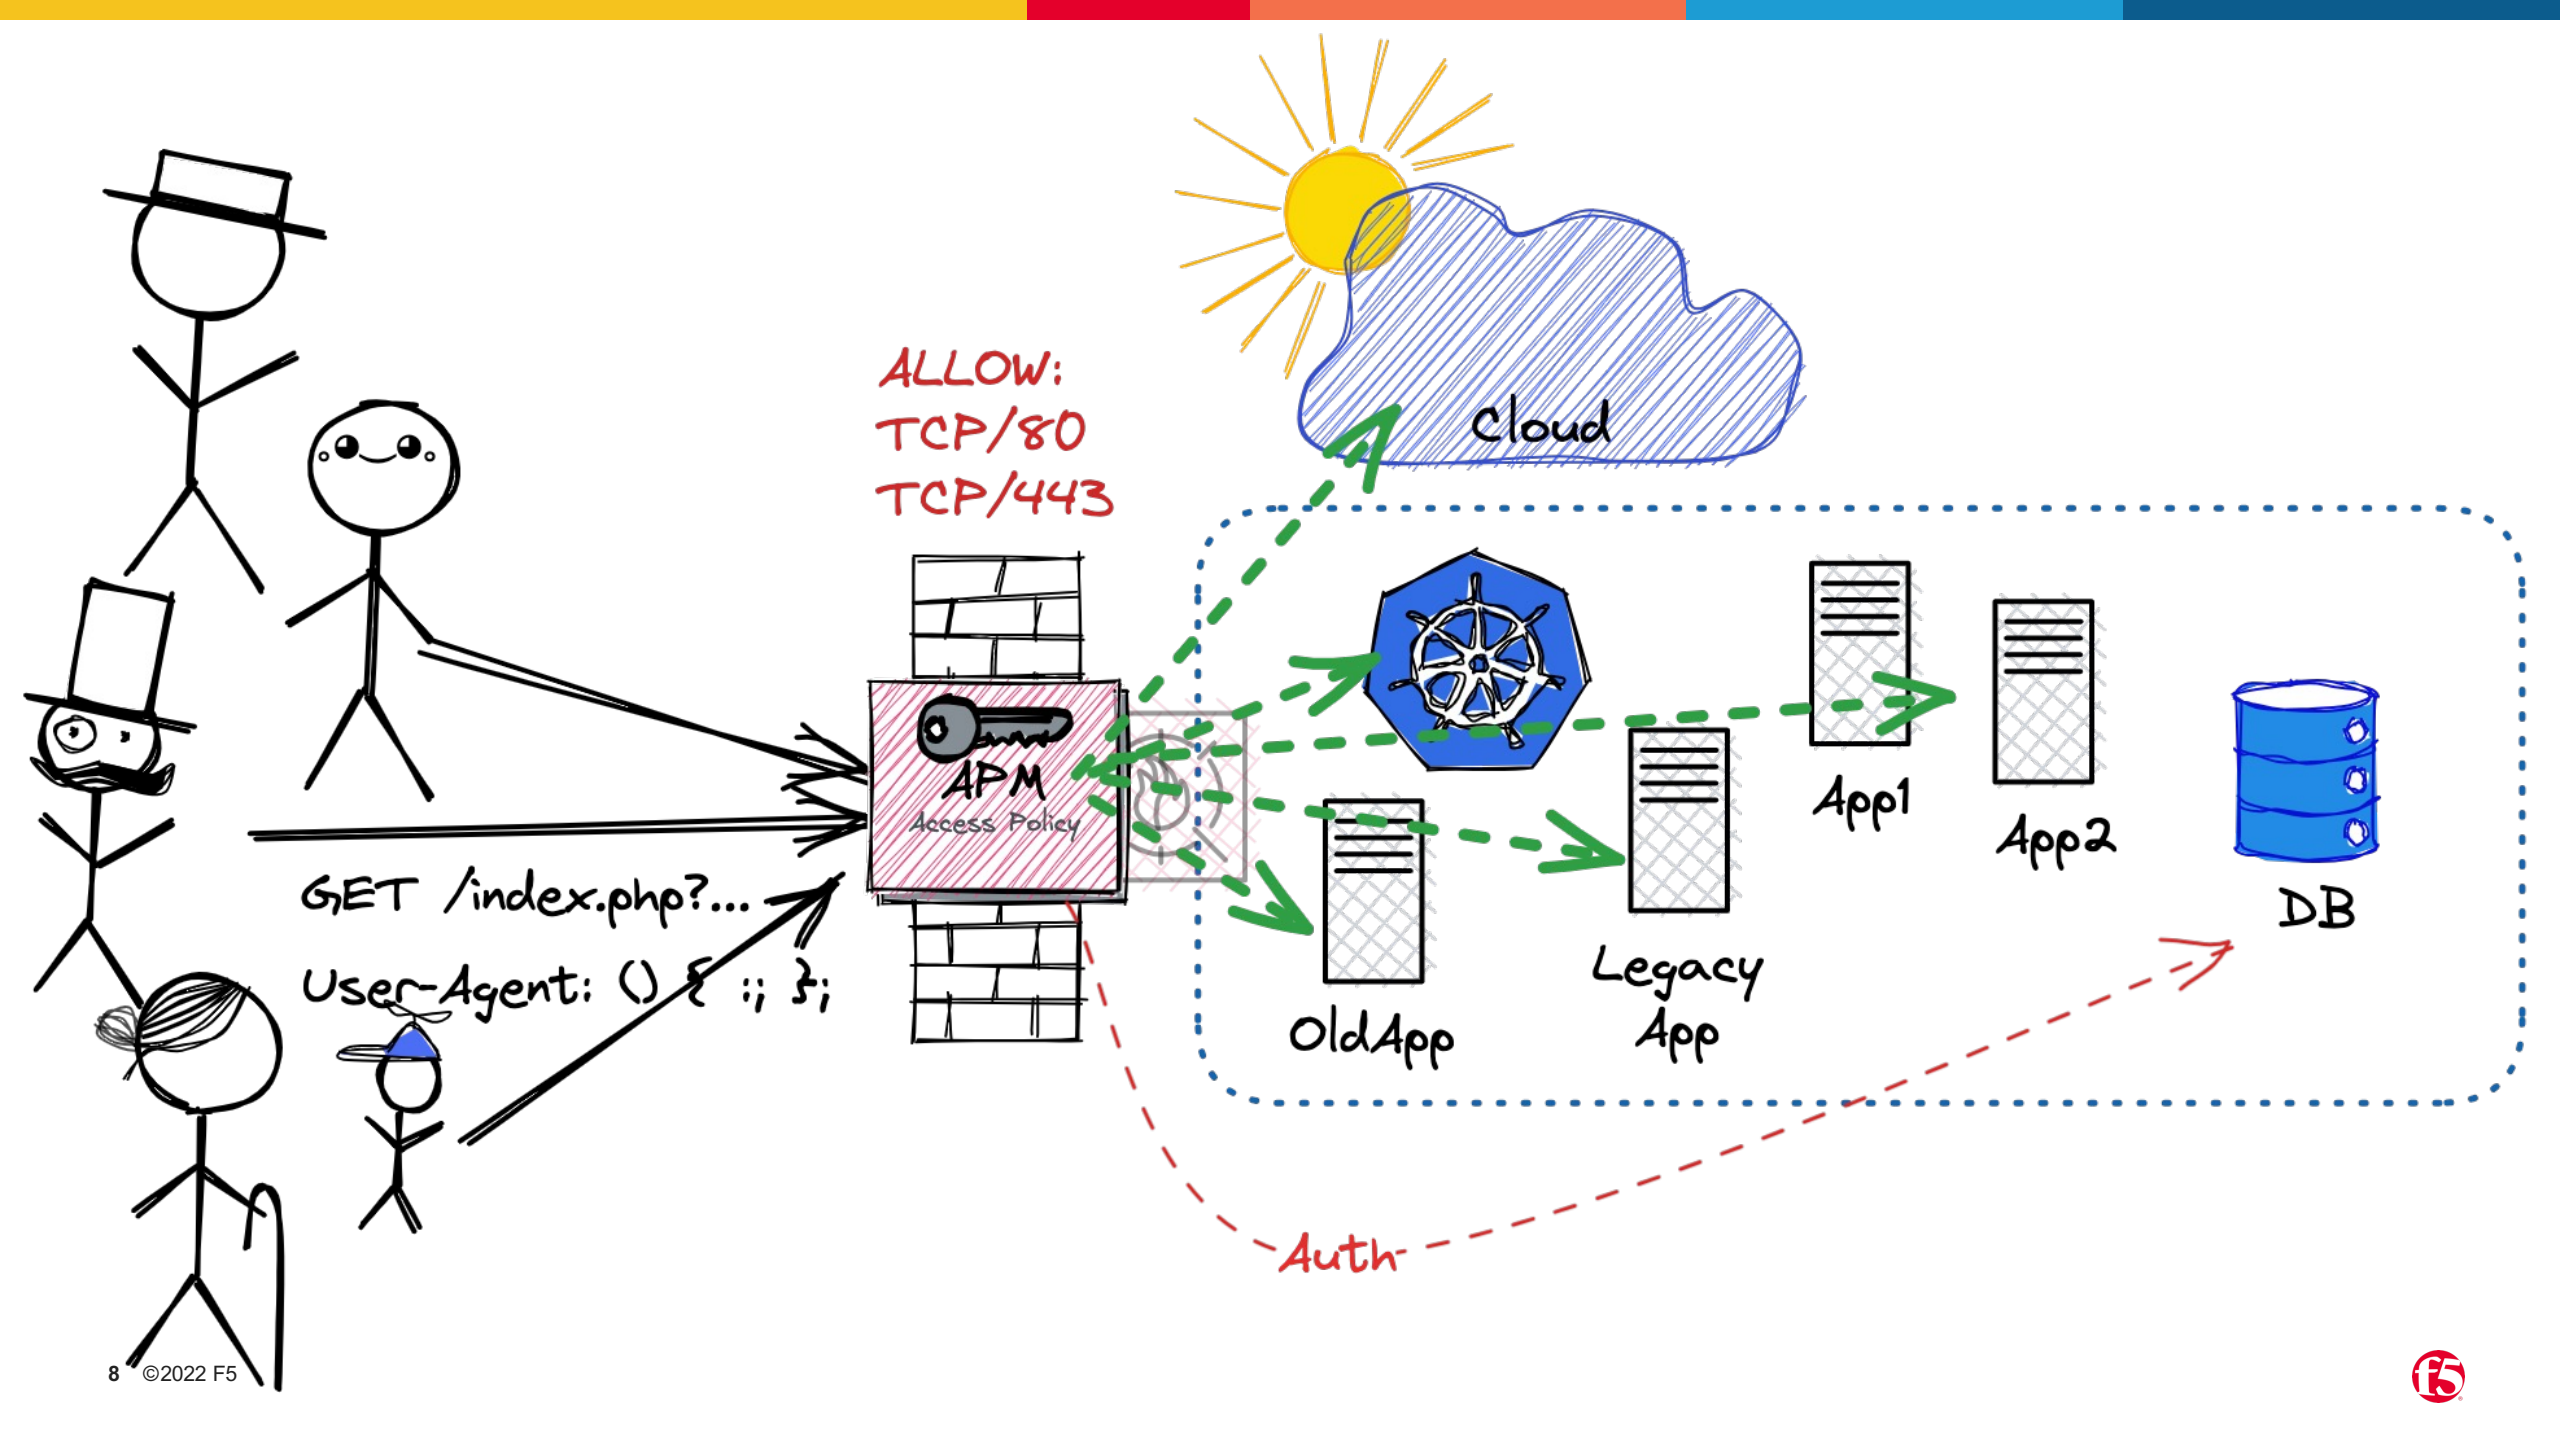 ALLOW:
TCP/80
TCP/443
Cloud
APM
Access Policy
GET /index.php?...
User-Agent: () { :; };
App1
App2
DB
Legacy
App
OldApp
Auth
8 ©2022 F5
f5